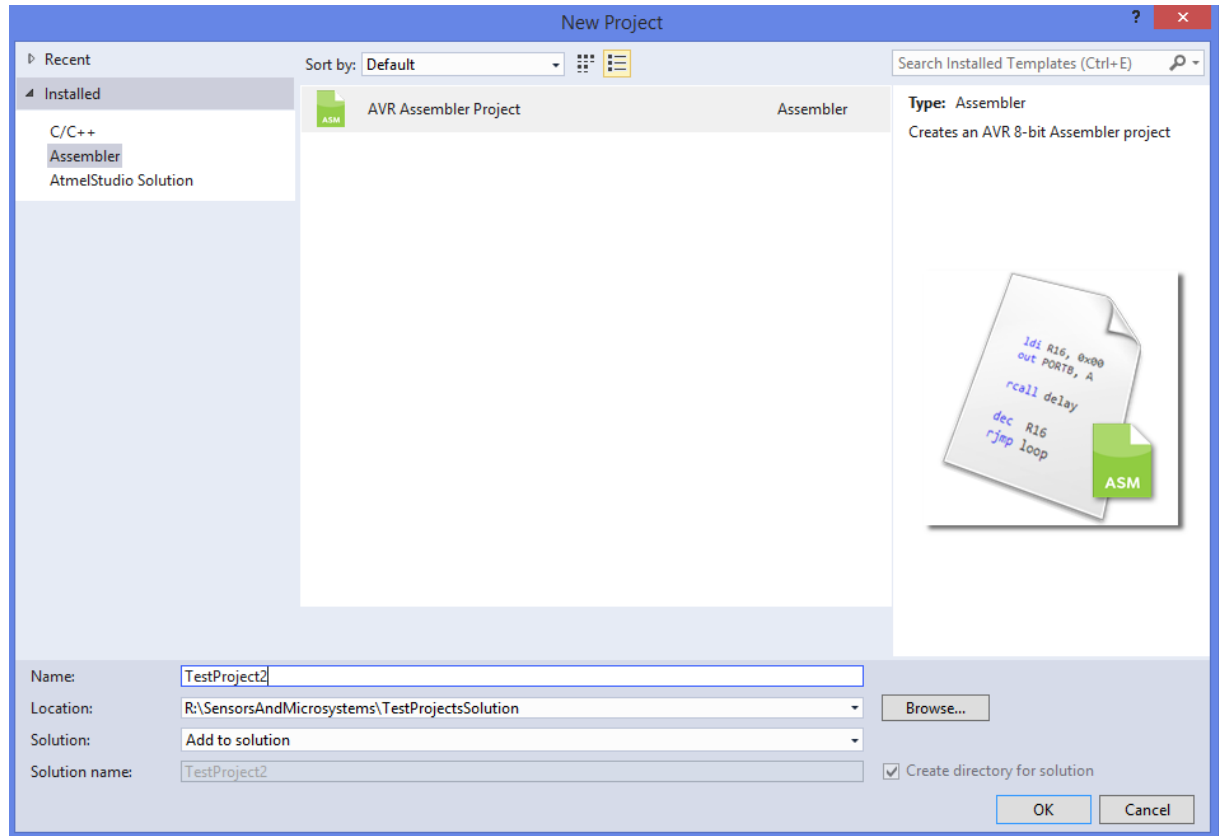 New Project
?
Recent
Installed
C/C++
Assembler
AtmelStudio Solution
Sort by: Default
AVR Assembler Project Assembler
ASM
Search Installed Templates (Ctrl+E)
Type: Assembler
Creates an AVR 8-bit Assembler project
ldi R16, 0x00
out PORTB, A
rcall delay
dec R16
rjmp loop
ASM
Name: TestProject2
Location: R:\SensorsAndMicrosystems\TestProjectsSolution Browse...
Solution: Add to solution
Solution name: TestProject2 Create directory for solution
OK Cancel